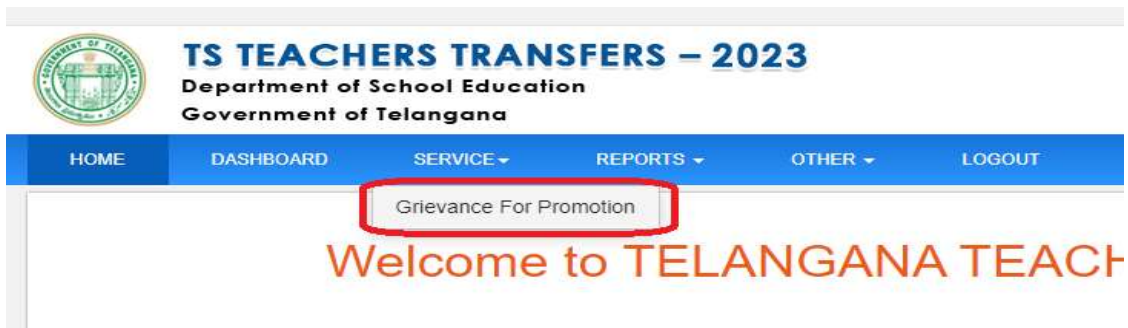 TS TEACHERS TRANSFERS – 2023
Department of School Education
Government of Telangana
HOME DASHBOARD SERVICE REPORTS OTHER LOGOUT
Grievance For Promotion
Welcome to TELANGANA TEACH